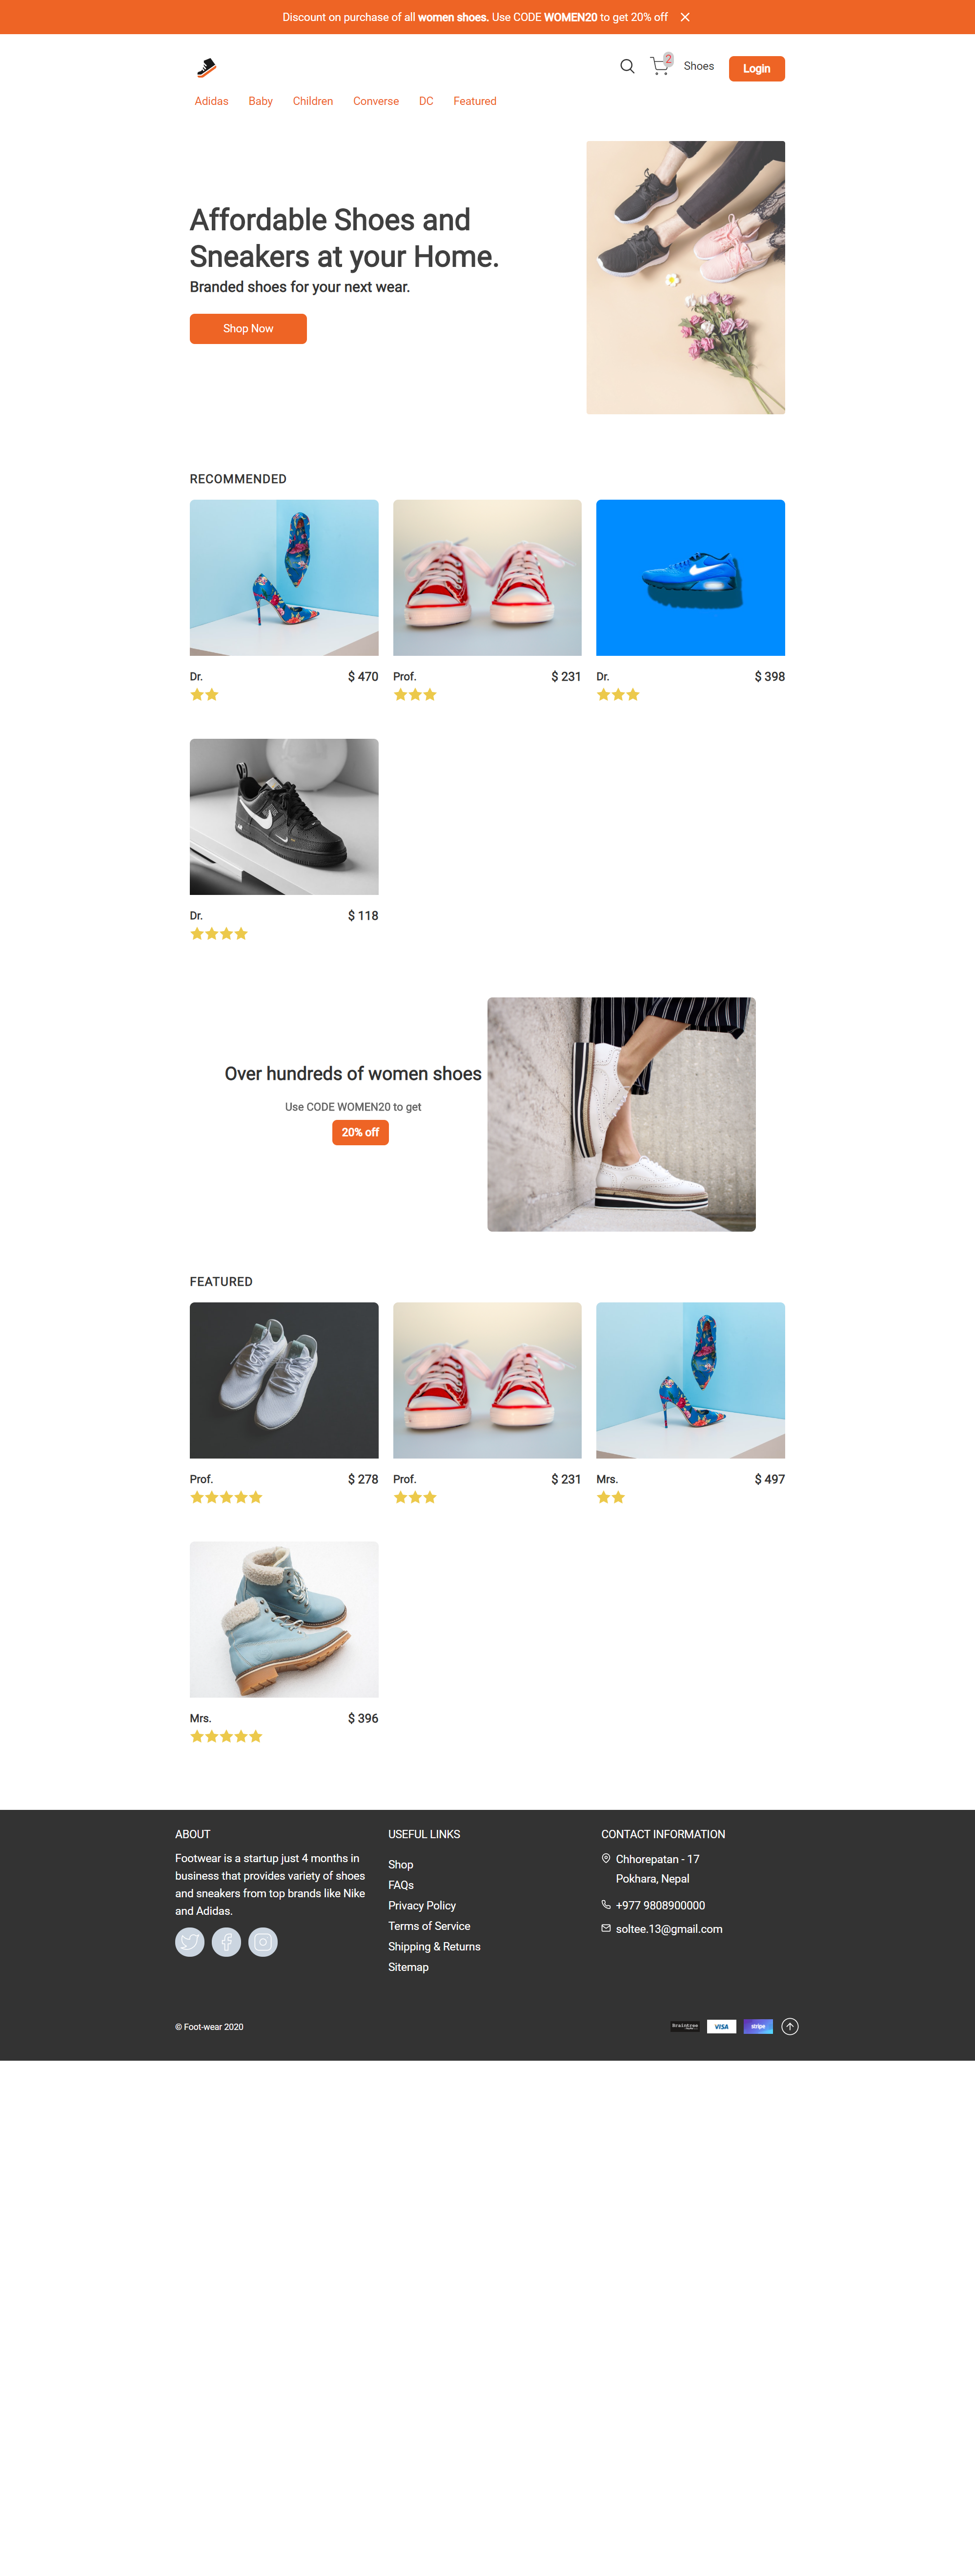 Discount on purchase of all women shoes. Use CODE WOMEN20 to get 20% off
2
Shoes
Login
Adidas
Baby
Children
Converse
DC
Featured
Affordable Shoes and
Sneakers at your Home.
Branded shoes for your next wear.
Shop Now
RECOMMENDED
Dr.
$ 470
Prof.
$ 231
Dr.
$ 398
Dr.
$ 118
Over hundreds of women shoes
Use CODE WOMEN20 to get
20% off
FEATURED
Prof.
$ 278
Prof.
$ 231
Mrs.
$ 497
Mrs.
$ 396
ABOUT
Footwear is a startup just 4 months in
business that provides variety of shoes
and sneakers from top brands like Nike
and Adidas.
USEFUL LINKS
Shop
FAQs
Privacy Policy
Terms of Service
Shipping & Returns
Sitemap
CONTACT INFORMATION
Chhorepatan - 17
Pokhara, Nepal
+977 9808900000
soltee.13@gmail.com
© Foot-wear 2020
Braintree
VISA
stripe